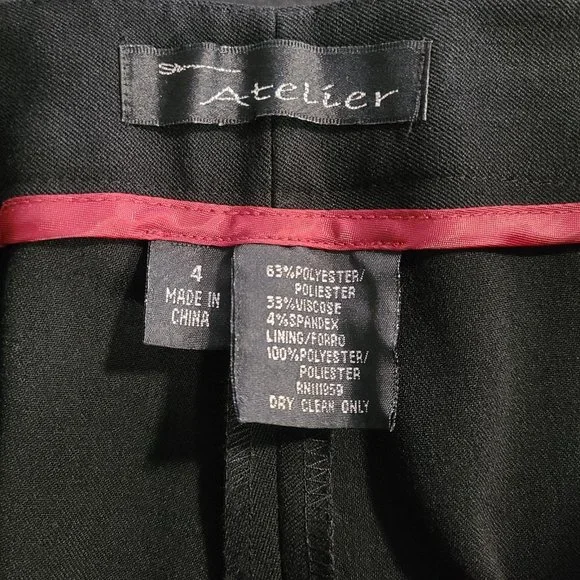 Atelier
4
MADE IN
CHINA
63%POLYESTER/
POLIESTER
33%VISCOSE
4%SPANDEX
LINING/FORRO
100%POLYESTER/
POLIESTER
RN111959
DRY CLEAN ONLY